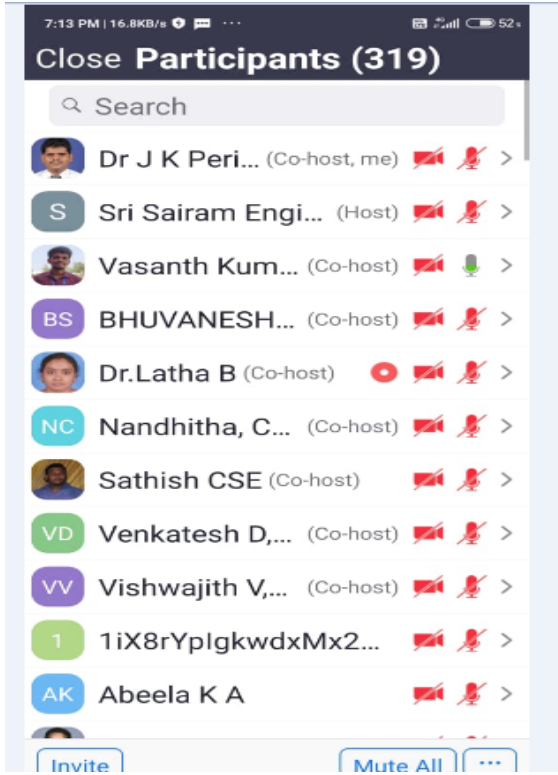 7:13 PM | 16.8KB/s ··· 52
Close Participants (319)
Search
Dr J K Peri... (Co-host, me)
S Sri Sairam Engi... (Host)
Vasanth Kum... (Co-host)
BS BHUVANESH... (Co-host)
Dr.Latha B (Co-host)
NC Nandhitha, C... (Co-host)
Sathish CSE (Co-host)
VD Venkatesh D,... (Co-host)
VV Vishwajith V,... (Co-host)
1 1iX8rYpIgkwdxMx2...
AK Abeela K A
Invite Mute All ···